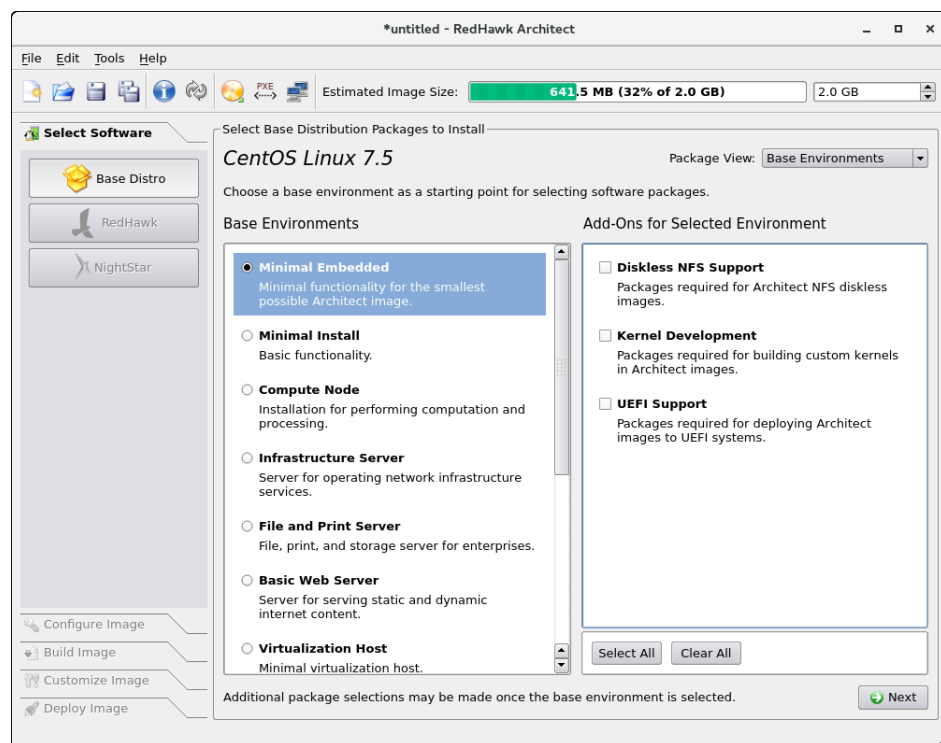 *untitled - RedHawk Architect
File Edit Tools Help
PXE
Estimated Image Size: 641.5 MB (32% of 2.0 GB) 2.0 GB
Select Software
Base Distro
RedHawk
NightStar
Configure Image
Build Image
Customize Image
Deploy Image
Select Base Distribution Packages to Install
CentOS Linux 7.5
Package View: Base Environments
Choose a base environment as a starting point for selecting software packages.
Base Environments
Minimal Embedded
Minimal functionality for the smallest
possible Architect image.
Minimal Install
Basic functionality.
Compute Node
Installation for performing computation and
processing.
Infrastructure Server
Server for operating network infrastructure
services.
File and Print Server
File, print, and storage server for enterprises.
Basic Web Server
Server for serving static and dynamic
internet content.
Virtualization Host
Minimal virtualization host.
Add-Ons for Selected Environment
Diskless NFS Support
Packages required for Architect NFS diskless
images.
Kernel Development
Packages required for building custom kernels
in Architect images.
UEFI Support
Packages required for deploying Architect
images to UEFI systems.
Select All Clear All
Additional package selections may be made once the base environment is selected.
Next